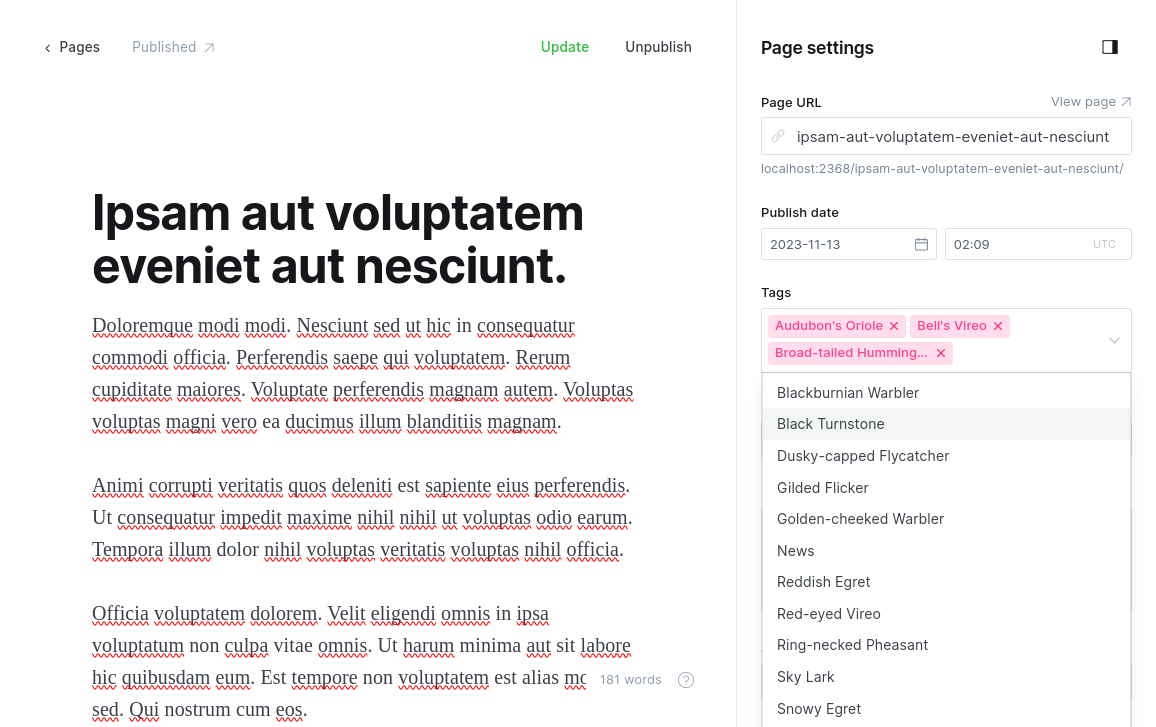 Pages
Published
Update
Unpublish
Ipsam aut voluptatem
eveniet aut nesciunt.
Doloremque modi modi. Nesciunt sed ut hic in consequatur
commodi officia. Perferendis saepe qui voluptatem. Rerum
cupiditate maiores. Voluptate perferendis magnam autem. Voluptas
voluptas magni vero ea ducimus illum blanditiis magnam.
Animi corrupti veritatis quos deleniti est sapiente eius perferendis.
Ut consequatur impedit maxime nihil nihil ut voluptas odio earum.
Tempora illum dolor nihil voluptas veritatis voluptas nihil officia.
Officia voluptatem dolorem. Velit eligendi omnis in ipsa
voluptatum non culpa vitae omnis. Ut harum minima aut sit labore
hic quibusdam eum. Est tempore non voluptatem est alias
sed. Qui nostrum cum eos.
181 words
Page settings
Page URL
View page
ipsam-aut-voluptatem-eveniet-aut-nesciunt
localhost:2368/ipsam-aut-voluptatem-eveniet-aut-nesciunt/
Publish date
2023-11-13
02:09
UTC
Tags
Audubon's Oriole
Bell's Vireo
Broad-tailed Humming...
Blackburnian Warbler
Black Turnstone
Dusky-capped Flycatcher
Gilded Flicker
Golden-cheeked Warbler
News
Reddish Egret
Red-eyed Vireo
Ring-necked Pheasant
Sky Lark
Snowy Egret